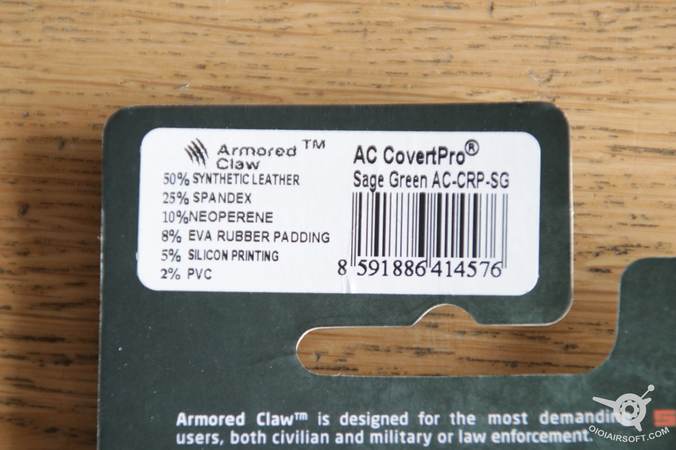 Armored ™
Claw
50% SYNTHETIC LEATHER
25% SPANDEX
10% NEOPERENE
8% EVA RUBBER PADDING
5% SILICON PRINTING
2% PVC
AC CovertPro®
Sage Green AC-CRP-SG
8 591886 414576
Armored Claw™ is designed for the most demanding
users, both civilian and military or law enforcement.
OIOIAIRSOFT.COM